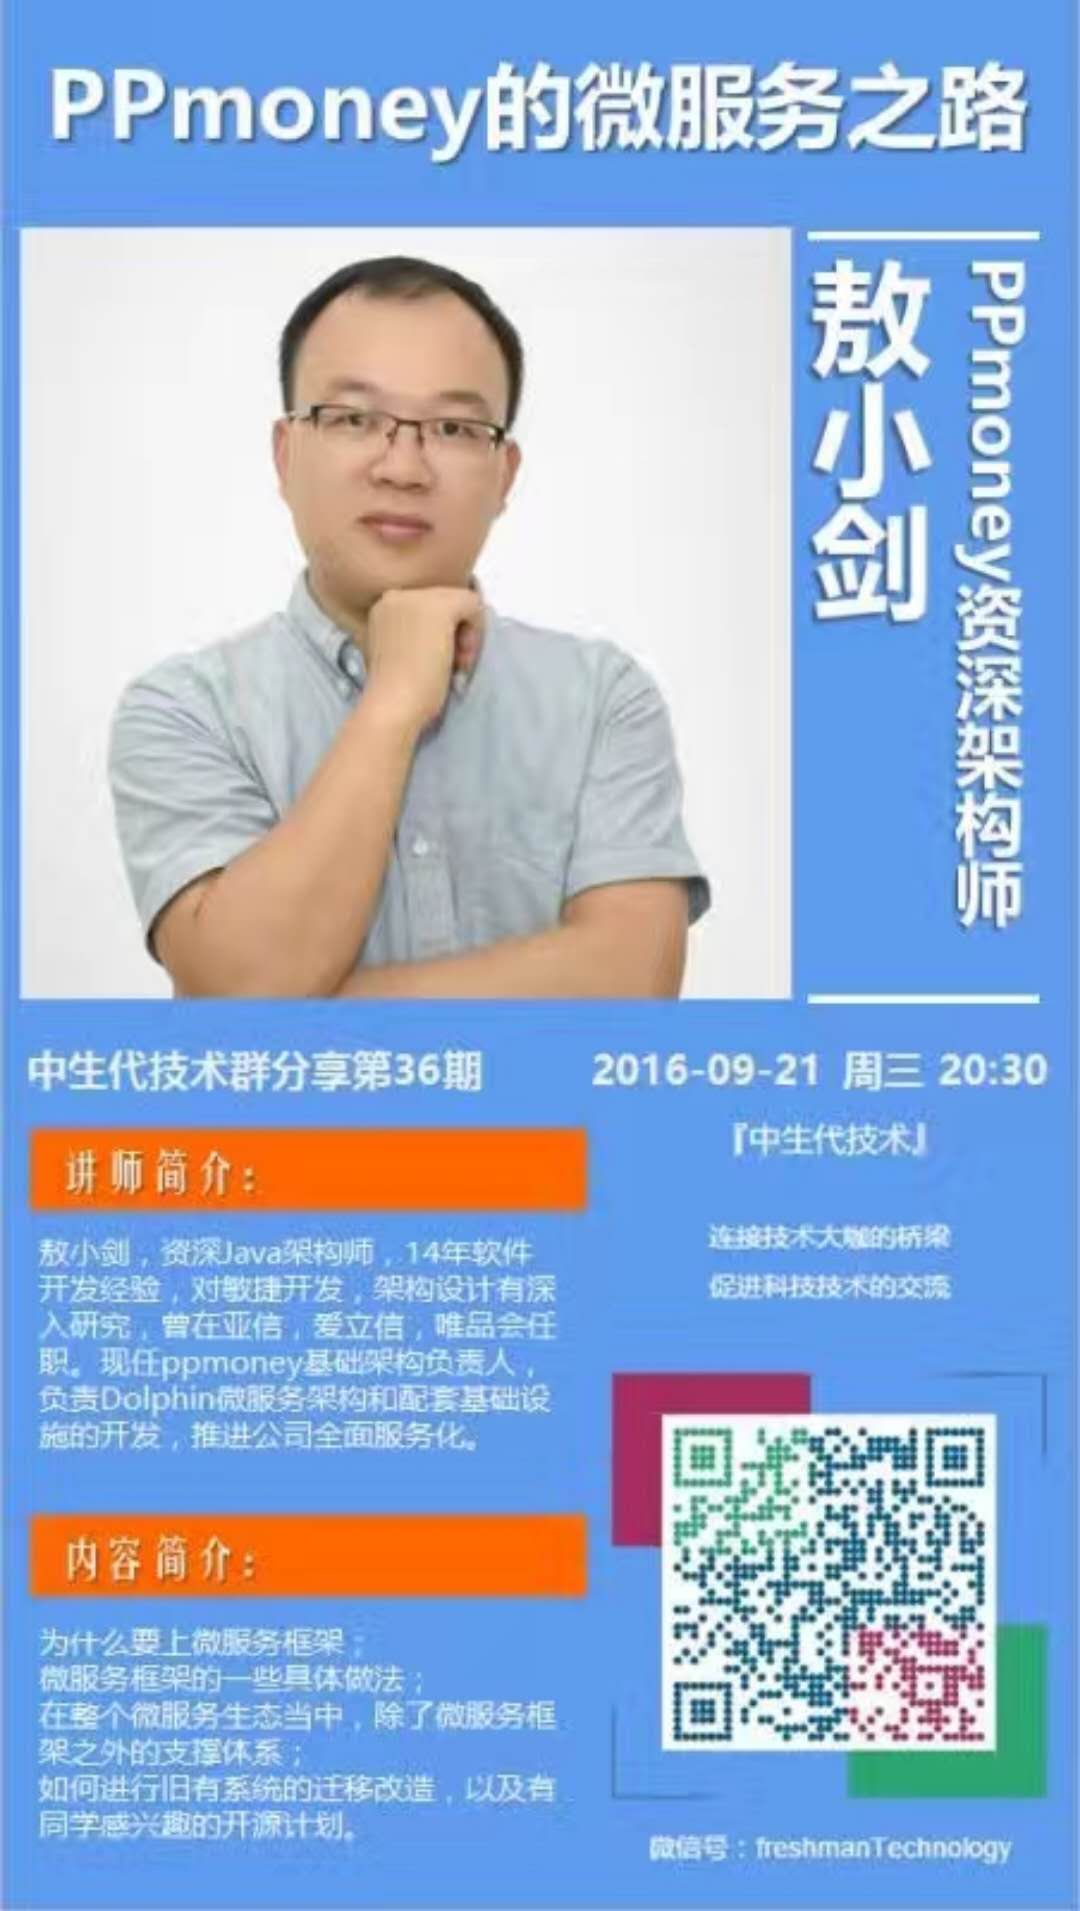 PPmoney的微服务之路
敖小剑
PPmoney资深架构师
中生代技术群分享第36期
2016-09-21 周三 20:30
讲师简介：
敖小剑，资深Java架构师，14年软件
开发经验，对敏捷开发，架构设计有深
入研究，曾在亚信，爱立信，唯品会任
职。现任ppmoney基础架构负责人，
负责Dolphin微服务架构和配套基础设
施的开发，推进公司全面服务化。
内容简介：
为什么要上微服务框架；
微服务框架的一些具体做法；
在整个微服务生态当中，除了微服务框
架之外的支撑体系；
如何进行旧有系统的迁移改造，以及有
同学感兴趣的开源计划。
『中生代技术』
连接技术大咖的桥梁
促进科技技术的交流
微信号：freshmanTechnology